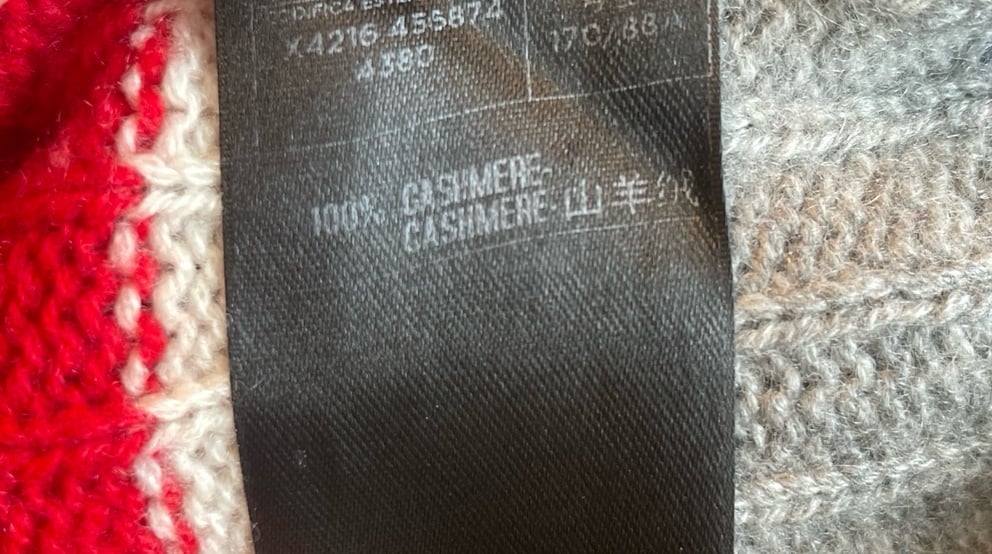 X4216 455874
4380
170/88A
100% CASHMERE-
CASHMERE-山羊绒